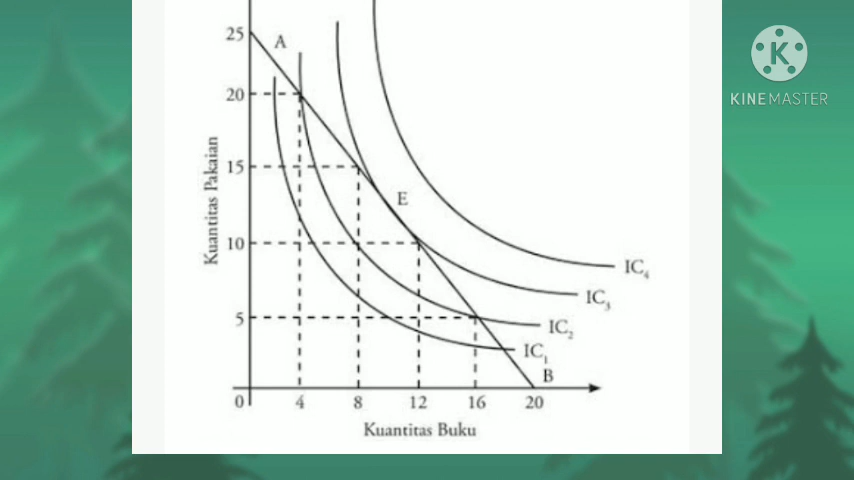 25
A
K
KINEMASTER
20
Kuantitas Pakaian
15
E
10
IC4
IC3
5
IC2
IC1
B
0 4 8 12 16 20
Kuantitas Buku